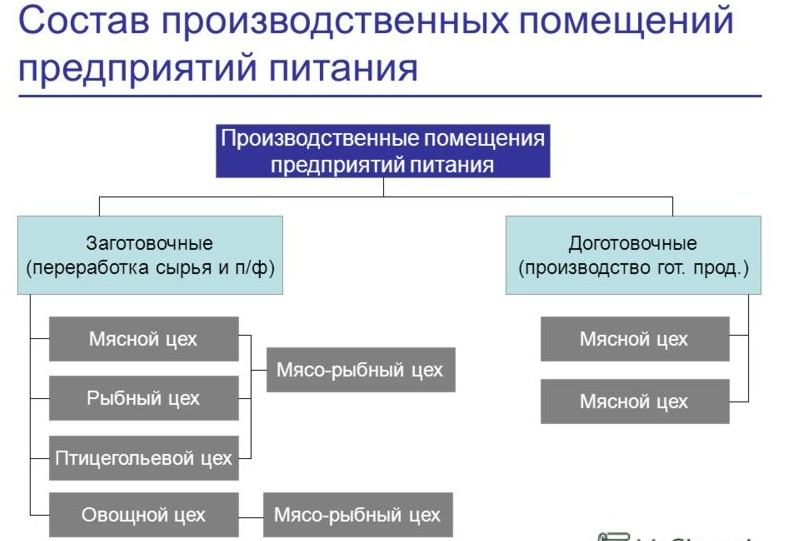 Состав производственных помещений
предприятий питания
Производственные помещения
предприятий питания
Заготовочные
(переработка сырья и п/ф)
Доготовочные
(производство гот. прод.)
Мясной цех
Мясо-рыбный цех
Рыбный цех
Птицегольевой цех
Овощной цех
Мясо-рыбный цех
Мясной цех
Мясной цех